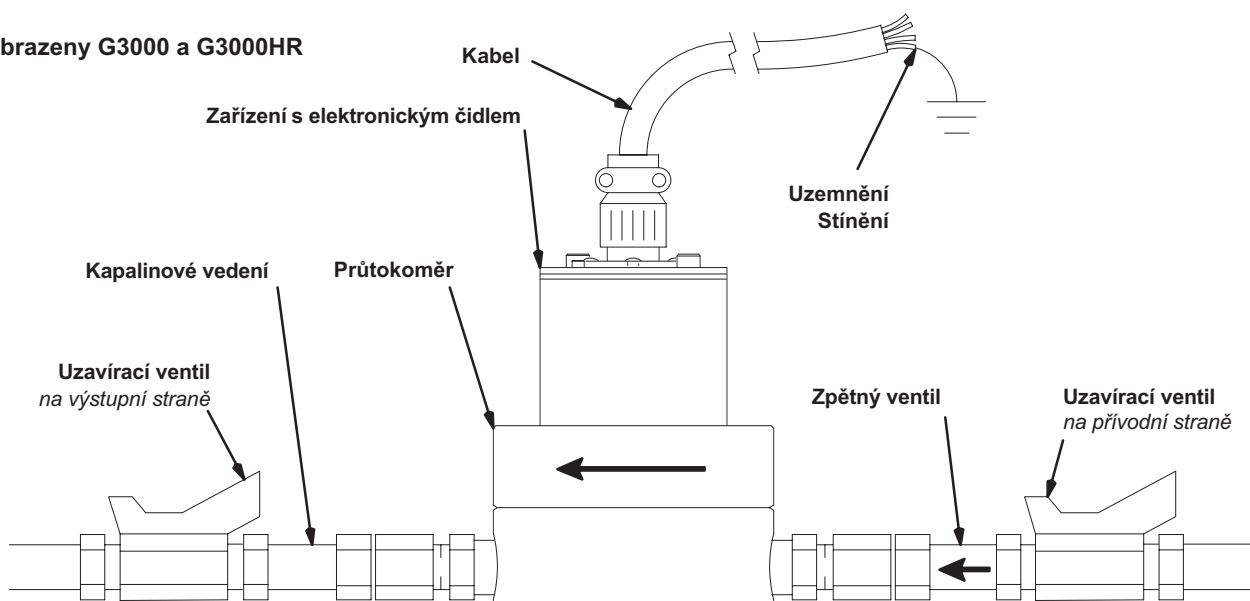 brazeny G3000 a G3000HR
Kabel
Zařízení s elektronickým čidlem
Uzemnění
Stínění
Kapalinové vedení
Průtokoměr
Uzavírací ventil
na výstupní straně
Zpětný ventil
Uzavírací ventil
na přívodní straně